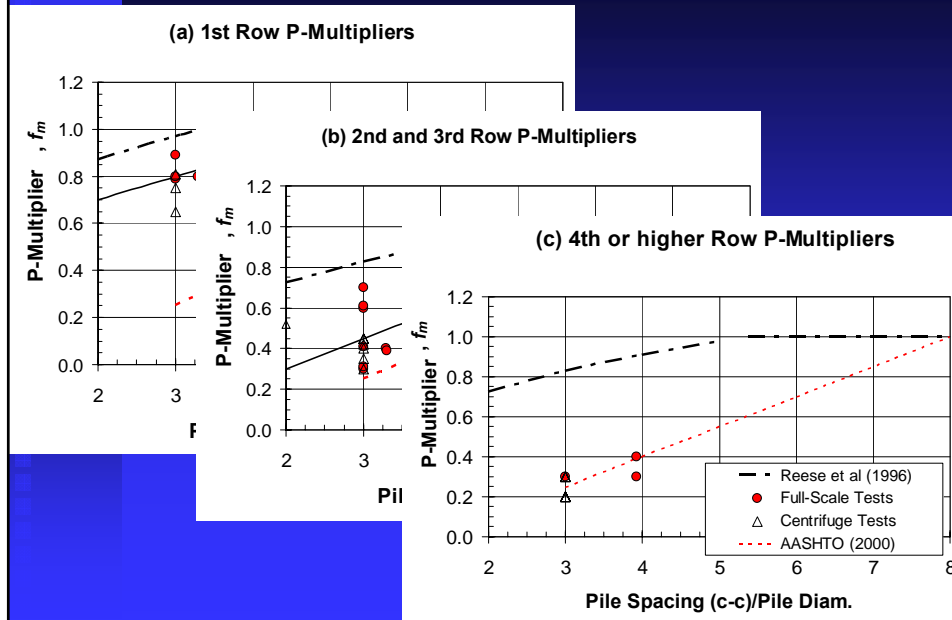 (a) 1st Row P-Multipliers
P-Multiplier , fm
1.2
1.0
0.8
0.6
0.4
0.2
0.0
2
3
P
(b) 2nd and 3rd Row P-Multipliers
P-Multiplier , fm
1.2
1.0
0.8
0.6
0.4
0.2
0.0
2
3
Pil
(c) 4th or higher Row P-Multipliers
P-Multiplier , fm
1.2
1.0
0.8
0.6
0.4
0.2
0.0
2 3 4 5 6 7 8
Pile Spacing (c-c)/Pile Diam.
Reese et al (1996)
Full-Scale Tests
Centrifuge Tests
AASHTO (2000)